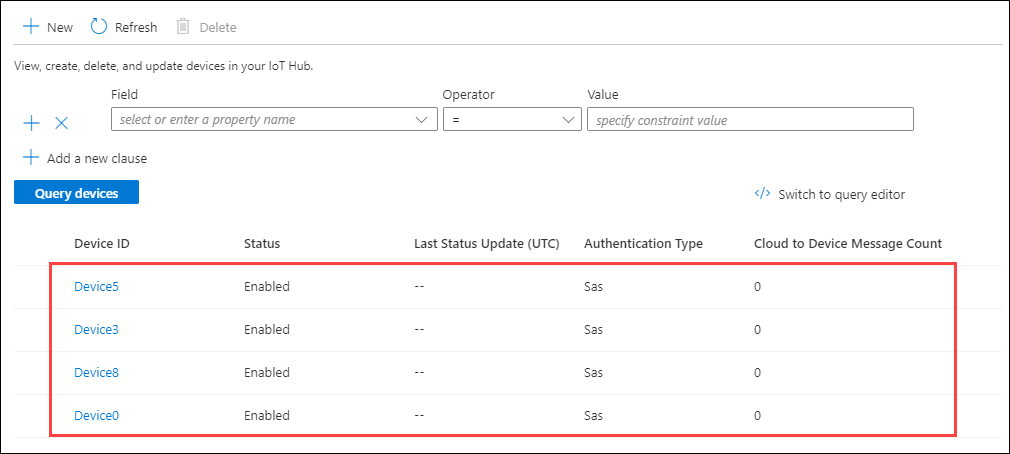 New Refresh Delete
View, create, delete, and update devices in your IoT Hub.
Field Operator Value
select or enter a property name = specify constraint value
Add a new clause
Query devices </> Switch to query editor
Device ID Status Last Status Update (UTC) Authentication Type Cloud to Device Message Count
Device5 Enabled -- Sas 0
Device3 Enabled -- Sas 0
Device8 Enabled -- Sas 0
Device0 Enabled -- Sas 0